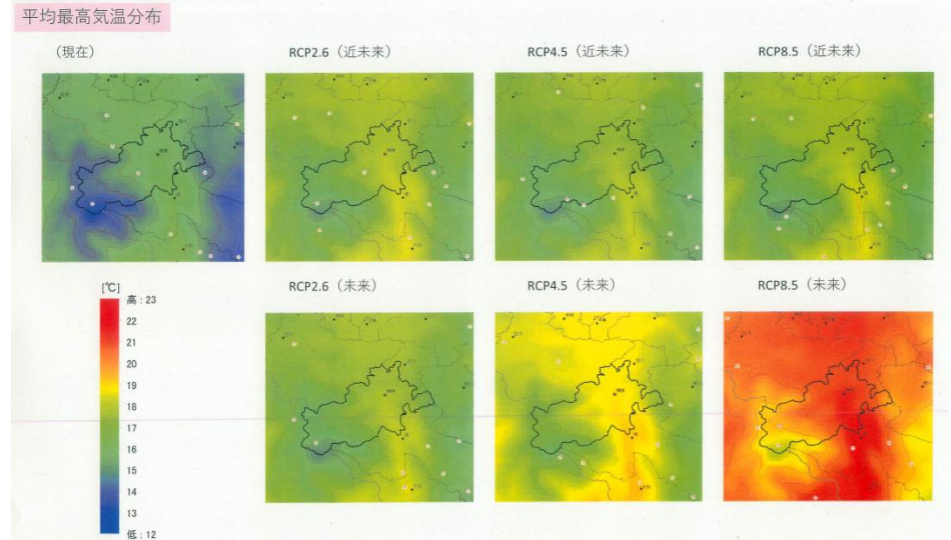 平均最高気温分布
（現在）
RCP2.6（近未来）
RCP4.5（近未来）
RCP8.5（近未来）
[℃]
高：23
22
21
20
19
18
17
16
15
14
13
低：12
RCP2.6（未来）
RCP4.5（未来）
RCP8.5（未来）